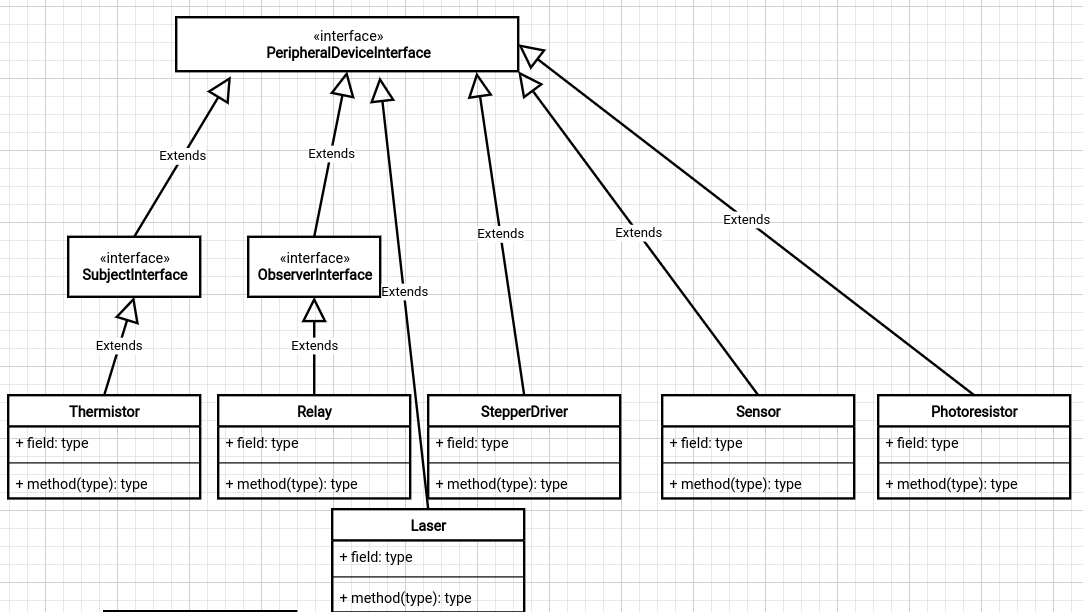 «interface»
PeripheralDeviceInterface
Extends
Extends
Extends
Extends
Extends
«interface»
SubjectInterface
«interface»
ObserverInterface
Extends
Extends
Extends
Thermistor
+ field: type
+ method(type): type
Relay
+ field: type
+ method(type): type
StepperDriver
+ field: type
+ method(type): type
Sensor
+ field: type
+ method(type): type
Photoresistor
+ field: type
+ method(type): type
Laser
+ field: type
+ method(type): type